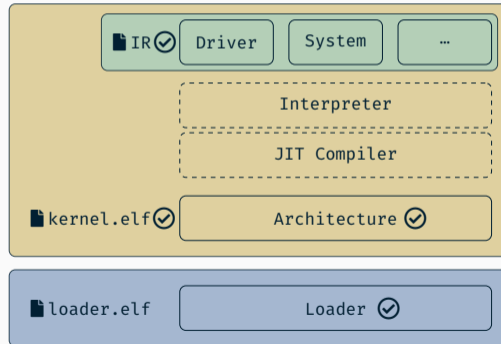 IR Driver System …
Interpreter
JIT Compiler
kernel.elf Architecture
loader.elf Loader